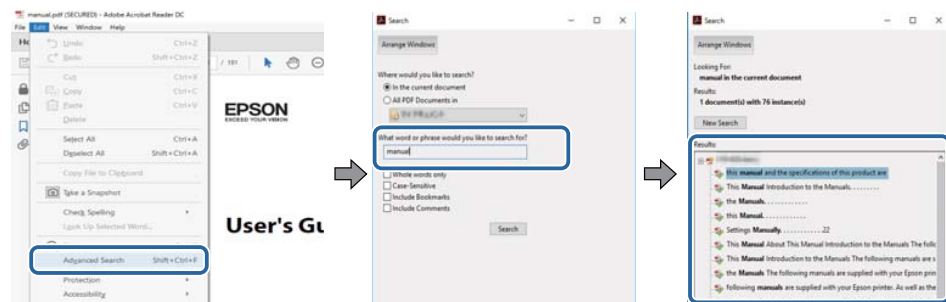 manual.pdf (SECURED) - Adobe Acrobat Reader DC
File Edit View Window Help
Undo Ctrl+Z
Redo Shift+Ctrl+Z
Cut Ctrl+X
Copy Ctrl+C
Paste Ctrl+V
Delete
Select All Ctrl+A
Deselect All Shift+Ctrl+A
Copy File to Clipboard
Take a Snapshot
Check Spelling
Look Up Selected Word...
Advanced Search Shift+Ctrl+F
Protection
Accessibility
/ 191
EPSON
EXCEED YOUR VISION
User's Gu
Search
Arrange Windows
Where would you like to search?
In the current document
All PDF Documents in
What word or phrase would you like to search for?
manual
Whole words only
Case-Sensitive
Include Bookmarks
Include Comments
Search
Search
Arrange Windows
Looking For:
manual in the current document
Results:
1 document(s) with 76 instance(s)
New Search
Results:
this manual and the specifications of this product are
This Manual Introduction to the Manuals.........
the Manuals............
this Manual.............
Settings Manually.............22
This Manual About This Manual Introduction to the Manuals The follo
This Manual Introduction to the Manuals The following manuals are s
the Manuals The following manuals are supplied with your Epson prin
following manuals are supplied with your Epson printer. As well as the